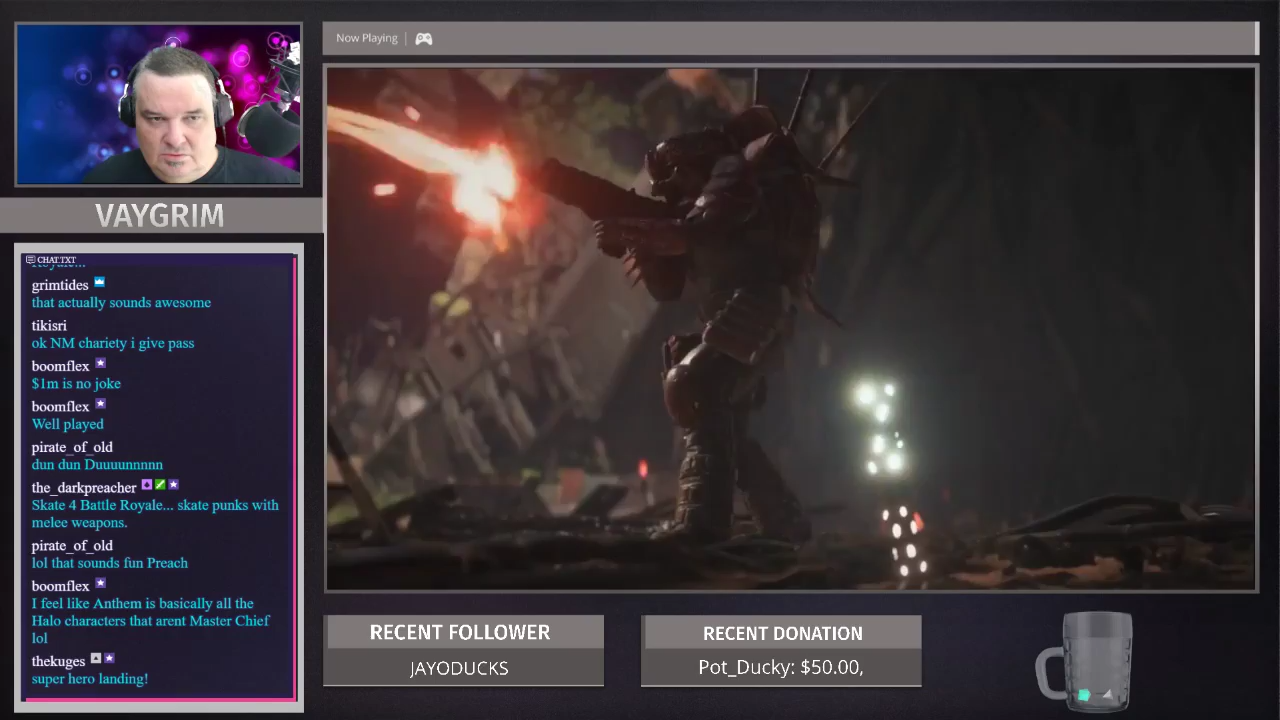 Now Playing
VAYGRIM
CHAT.TXT
grimtides
that actually sounds awesome
tikisri
ok NM chariety i give pass
boomflex
$1m is no joke
boomflex
Well played
pirate_of_old
dun dun Duuuunnnnn
the_darkpreacher
Skate 4 Battle Royale... skate punks with
melee weapons.
pirate_of_old
lol that sounds fun Preach
boomflex
I feel like Anthem is basically all the
Halo characters that arent Master Chief
lol
thekuges
super hero landing!
RECENT FOLLOWER
JAYODUCKS
RECENT DONATION
Pot_Ducky: $50.00,